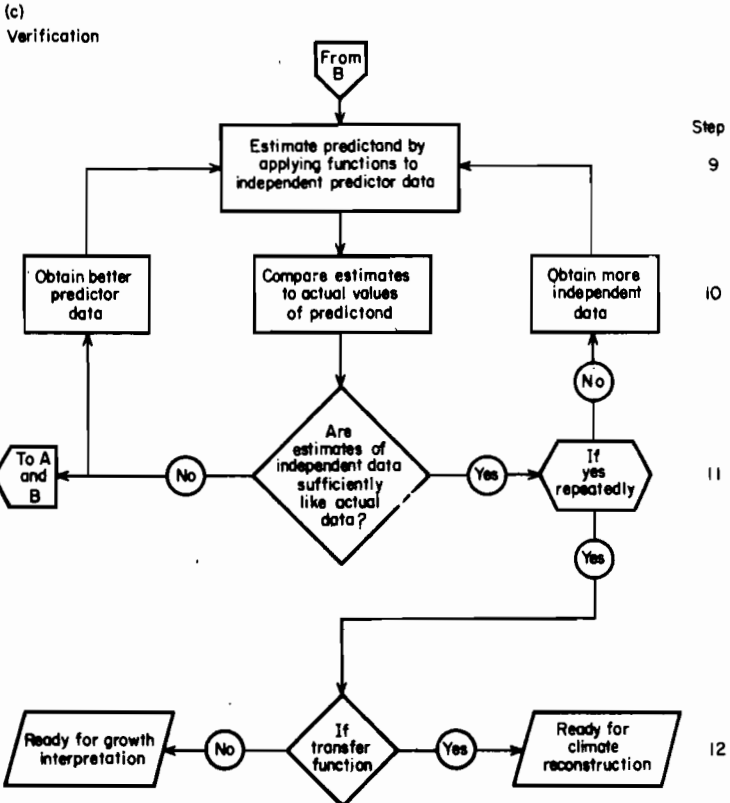 (c)
Verification
From
B
Step
Estimate predictand by
applying functions to
independent predictor data
9
Obtain better
predictor
data
Compare estimates
to actual values
of predictond
Obtain more
independent
data
10
No
To A
and
B
No
Are
estimates of
independent data
sufficiently
like actual
data?
Yes
If
yes
repeatedly
11
Yes
Ready for growth
interpretation
No
If
transfer
function
Yes
Ready for
climate
reconstruction
12